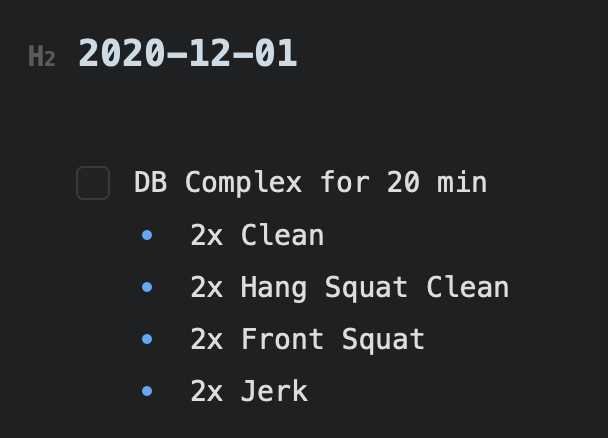 H2 2020-12-01
DB Complex for 20 min
2x Clean
2x Hang Squat Clean
2x Front Squat
2x Jerk